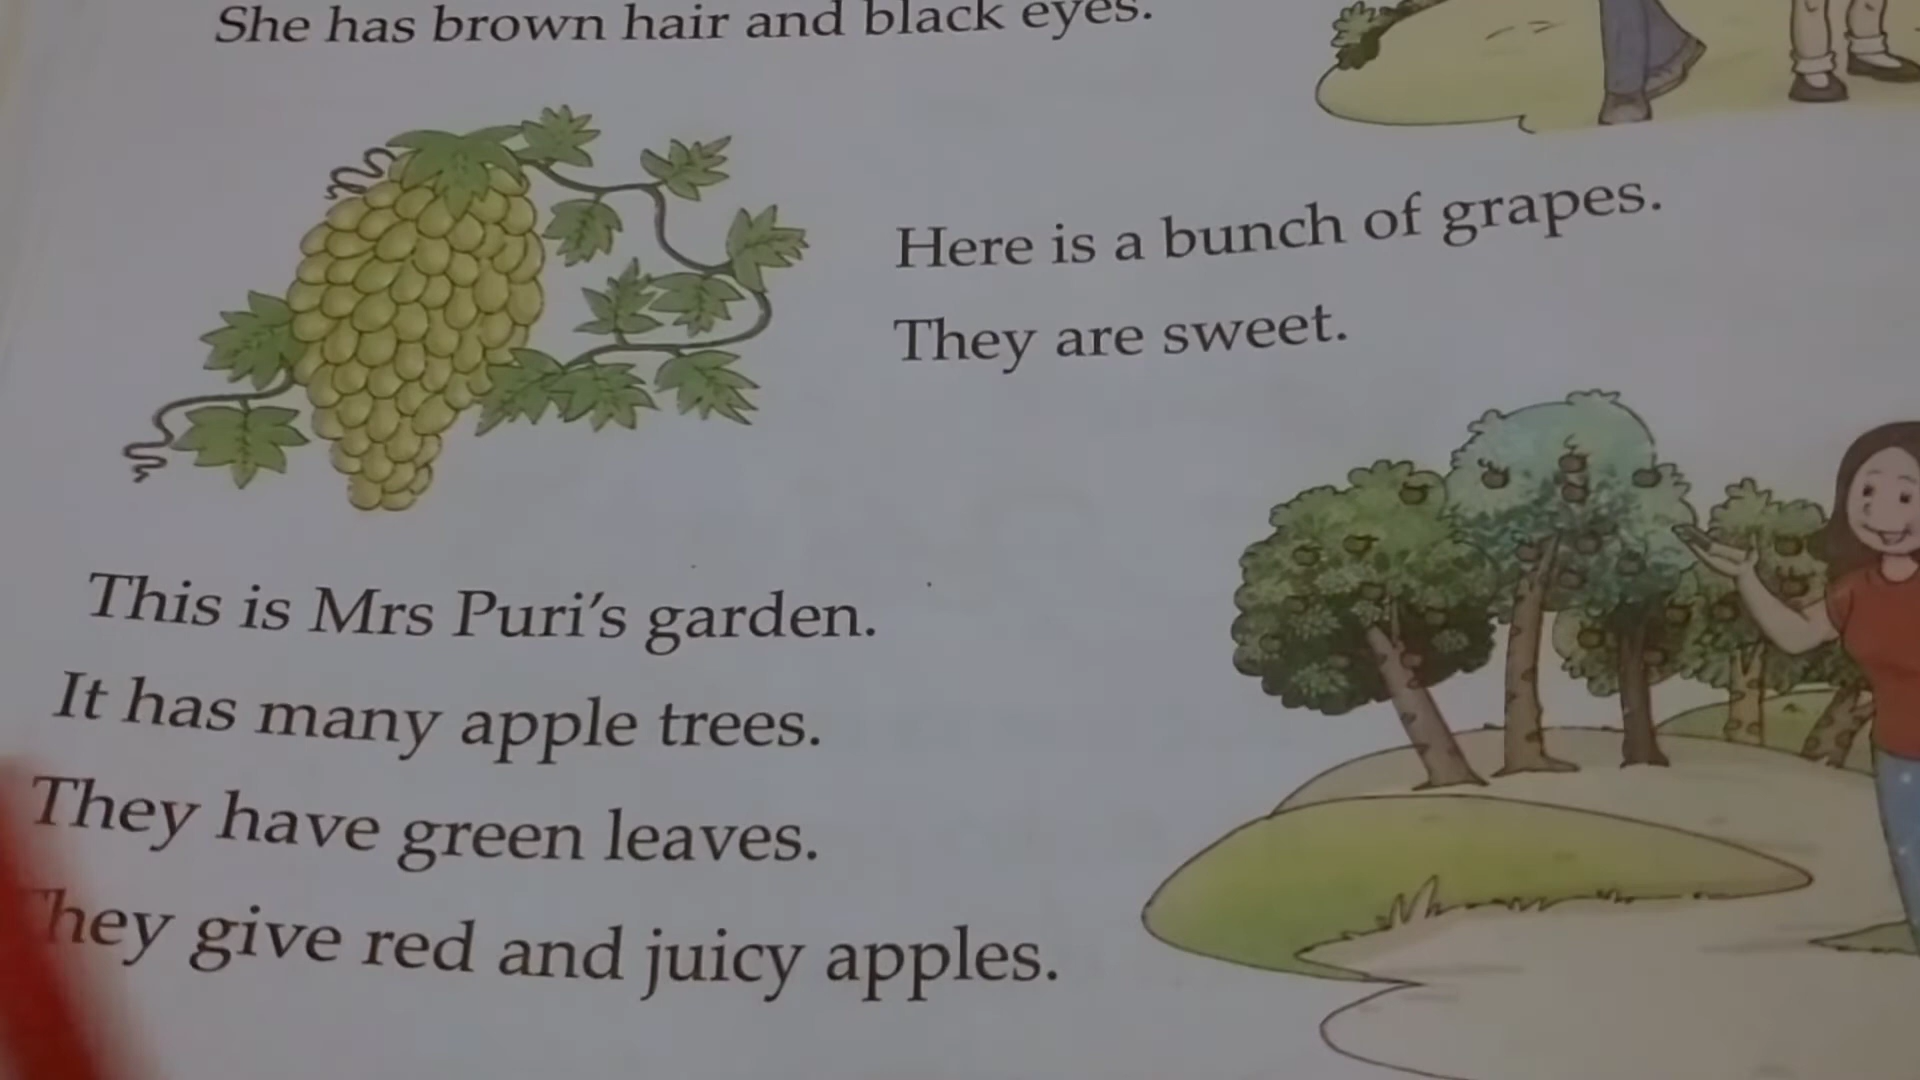 She has brown hair and black eyes.
Here is a bunch of grapes.
They are sweet.
This is Mrs Puri's garden.
It has many apple trees.
They have green leaves.
They give red and juicy apples.